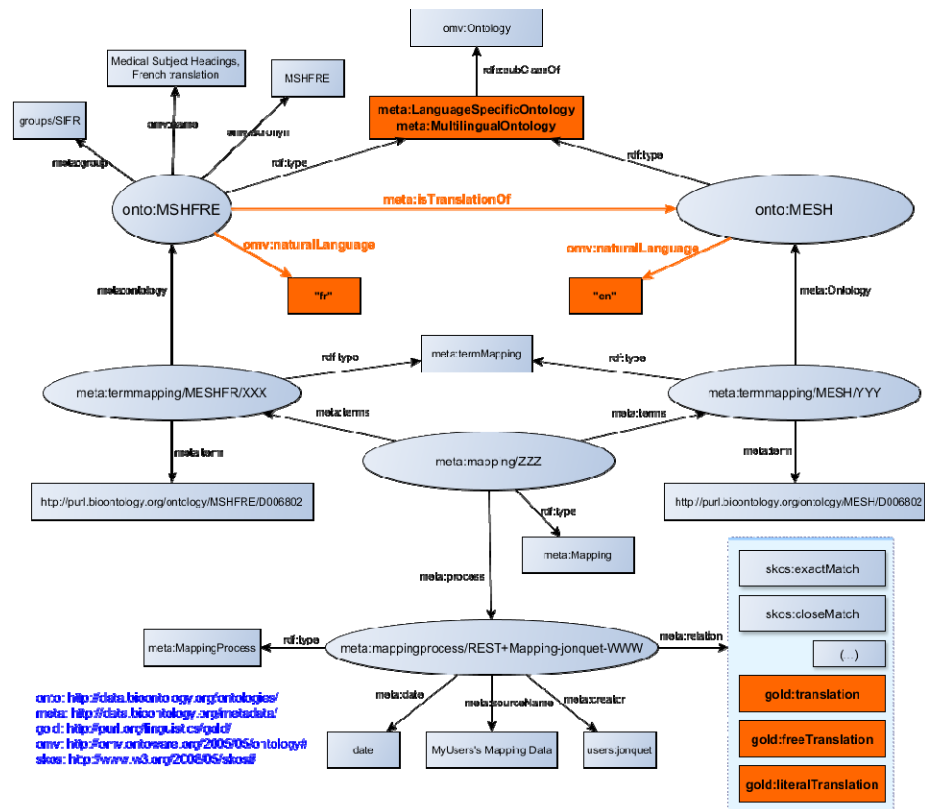 omv:Ontology
rdfs:subClassOf
Medical Subject Headings,
French translation
MSHFRE
groups/SIFR
omv:name
omv:acronym
meta:group
meta:LanguageSpecificOntology
meta:MultilingualOntology
rdf:type
rdf:type
onto:MSHFRE
meta:isTranslationOf
onto:MESH
omv:naturalLanguage
omv:naturalLanguage
"fr"
"en"
meta:ontology
meta:Ontology
rdf:type
meta:termMapping
rdf:type
meta:termmapping/MESHFR/XXX
meta:termmapping/MESH/YYY
meta:terms
meta:terms
meta:term
meta:term
meta:mapping/ZZZ
http://purl.bioontology.org/ontology/MSHFRE/D006802
http://purl.bioontology.org/ontology/MESH/D006802
rdf:type
meta:Mapping
meta:process
skos:exactMatch
skos:closeMatch
(...)
meta:MappingProcess
rdf:type
meta:mappingprocess/REST+Mapping-jonquet-WWW
meta:relation
gold:translation
gold:freeTranslation
gold:literalTranslation
meta:date
meta:sourceName
meta:creator
date
MyUsers's Mapping Data
users:jonquet
onto: http://data.bioontology.org/ontologies/
meta: http://data.bioontology.org/metadata/
gold: http://purl.org/linguistics/gold/
omv: http://omv.ontoware.org/2005/05/ontology#
skos: http://www.w3.org/2008/05/skos#